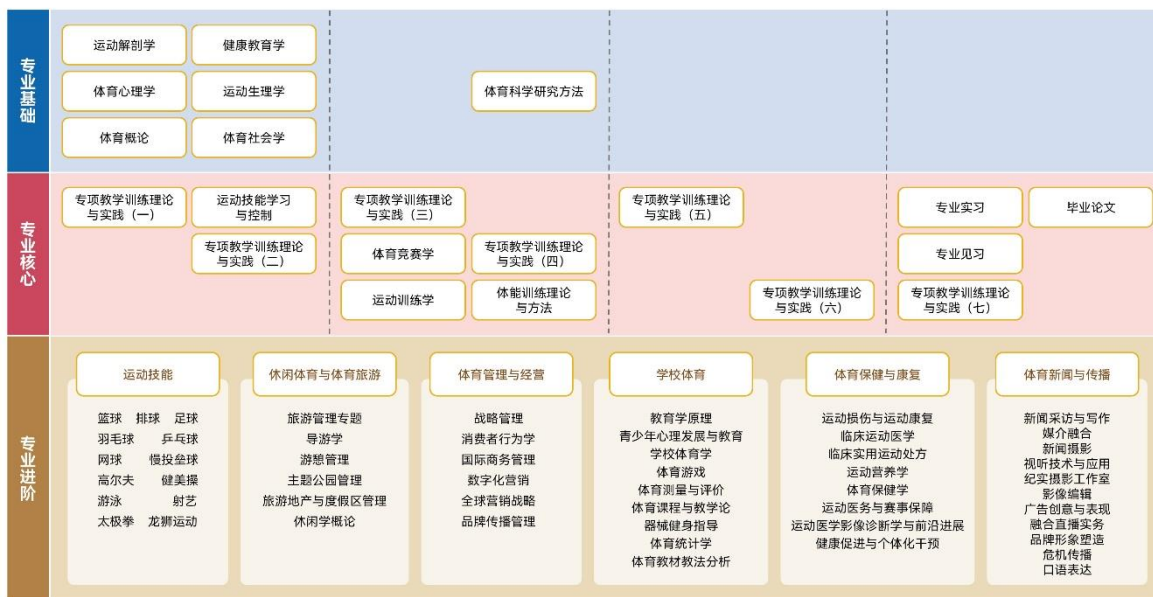 专业基础
运动解剖学 健康教育学
体育心理学 运动生理学 体育科学研究方法
体育概论 体育社会学
专业核心
专项教学训练理论与实践（一）
运动技能学习与控制
专项教学训练理论与实践（三）
专项教学训练理论与实践（五）
专业实习
毕业论文
专项教学训练理论与实践（二）
体育竞赛学
专项教学训练理论与实践（四）
专业见习
运动训练学
体能训练理论与方法
专项教学训练理论与实践（六）
专项教学训练理论与实践（七）
专业进阶
运动技能
篮球 排球 足球
羽毛球 乒乓球
网球 慢投垒球
高尔夫 健美操
游泳 射艺
太极拳 龙狮运动
休闲体育与体育旅游
旅游管理专题
导游学
游憩管理
主题公园管理
旅游地产与度假区管理
休闲学概论
体育管理与经营
战略管理
消费者行为学
国际商务管理
数字化营销
全球营销战略
品牌传播管理
学校体育
教育学原理
青少年心理发展与教育
学校体育学
体育游戏
体育测量与评价
体育课程与教学论
器械健身指导
体育统计学
体育教材教法分析
体育保健与康复
运动损伤与运动康复
临床运动医学
临床实用运动处方
运动营养学
体育保健学
运动医务与赛事保障
运动医学影像诊断学与前沿进展
健康促进与个体化干预
体育新闻与传播
新闻采访与写作
媒介融合
新闻摄影
视听技术与应用
纪实摄影工作室
影像编辑
广告创意与表现
融合直播实务
品牌形象塑造
危机传播
口语表达